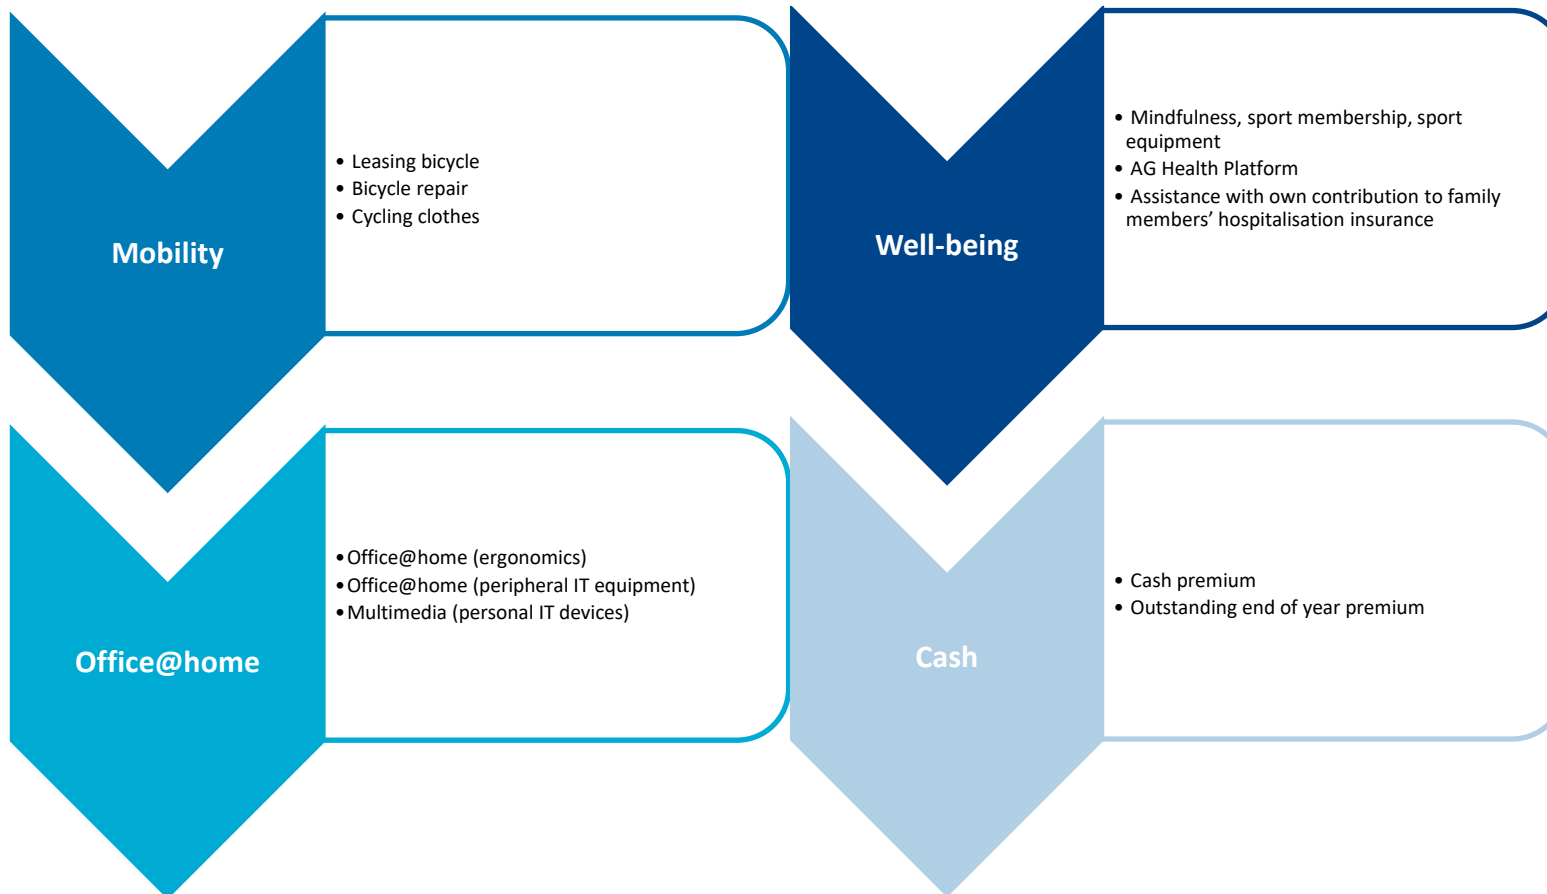 Mobility
• Leasing bicycle
• Bicycle repair
• Cycling clothes
Well-being
• Mindfulness, sport membership, sport
equipment
• AG Health Platform
• Assistance with own contribution to family
members’ hospitalisation insurance
Office@home
•Office@home (ergonomics)
•Office@home (peripheral IT equipment)
•Multimedia (personal IT devices)
Cash
• Cash premium
• Outstanding end of year premium